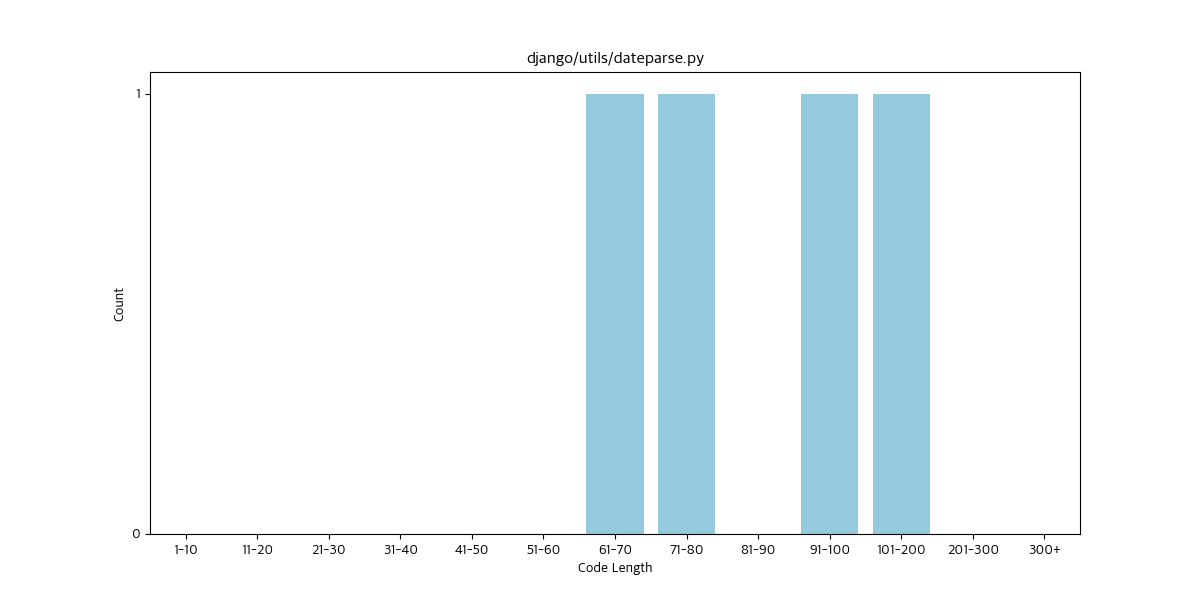 django/utils/dateparse.py
1
0
Count
1-10 11-20 21-30 31-40 41-50 51-60 61-70 71-80 81-90 91-100 101-200 201-300 300+
Code Length